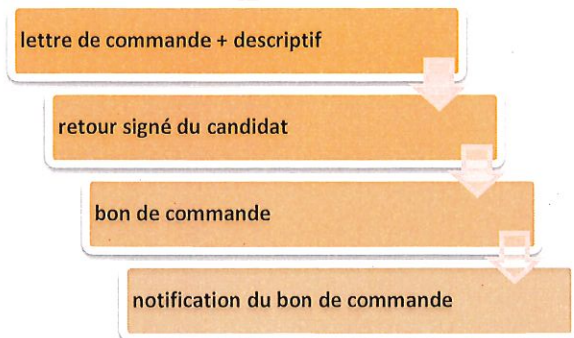 lettre de commande + descriptif
retour signé du candidat
bon de commande
notification du bon de commande